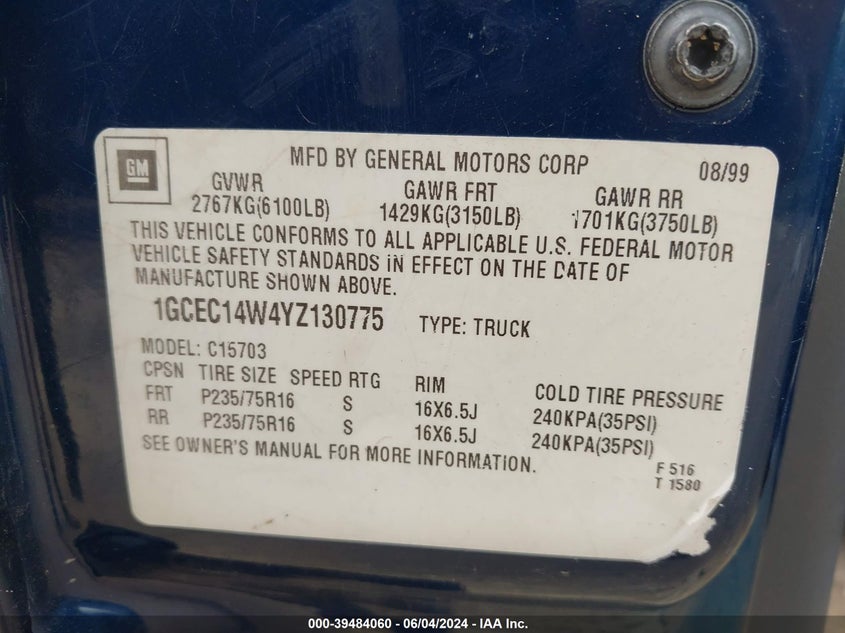 GM
MFD BY GENERAL MOTORS CORP 08/99
GVWR GAWR FRT GAWR RR
2767KG(6100LB) 1429KG(3150LB) 1701KG(3750LB)
THIS VEHICLE CONFORMS TO ALL APPLICABLE U.S. FEDERAL MOTOR
VEHICLE SAFETY STANDARDS IN EFFECT ON THE DATE OF
MANUFACTURE SHOWN ABOVE.
1GCEC14W4YZ130775 TYPE: TRUCK
MODEL: C15703
CPSN TIRE SIZE SPEED RTG RIM COLD TIRE PRESSURE
FRT P235/75R16 S 16X6.5J 240KPA(35PSI)
RR P235/75R16 S 16X6.5J 240KPA(35PSI)
SEE OWNER'S MANUAL FOR MORE INFORMATION.
F 516
T 1580
000-39484060 - 06/04/2024 - IAA Inc.